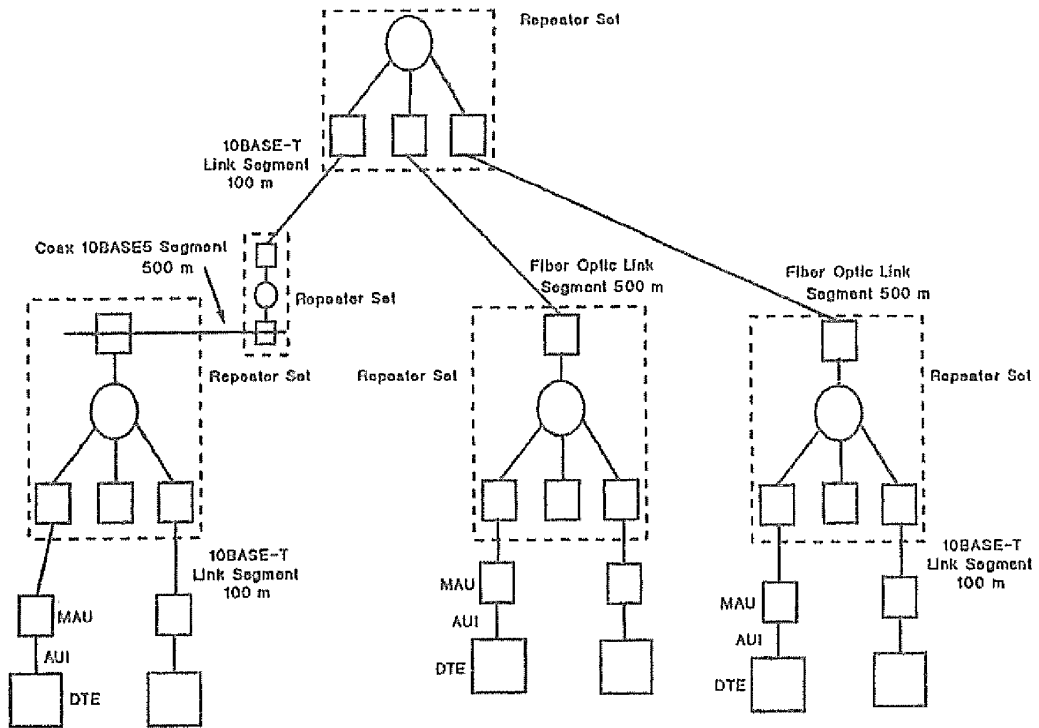 Repeater Set
10BASE-T
Link Segment
100 m
Coax 10BASE5 Segment
500 m
Repeater Set
Fiber Optic Link
Segment 500 m
Fiber Optic Link
Segment 500 m
Repeater Set
Repeater Set
Repeater Set
10BASE-T
Link Segment
100 m
10BASE-T
Link Segment
100 m
MAU
AUI
DTE
MAU
AUI
DTE
MAU
AUI
DTE